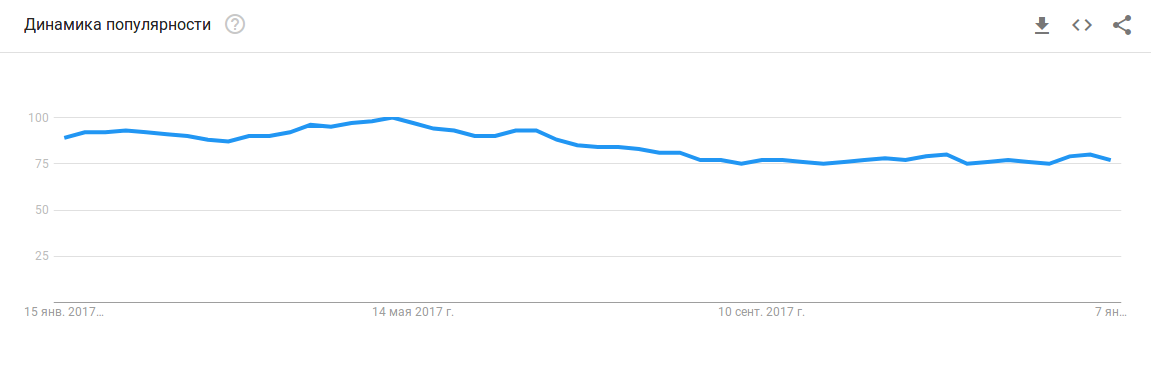 Динамика популярности
100
75
50
25
15 янв. 2017… 14 мая 2017 г. 10 сент. 2017 г. 7 ян…